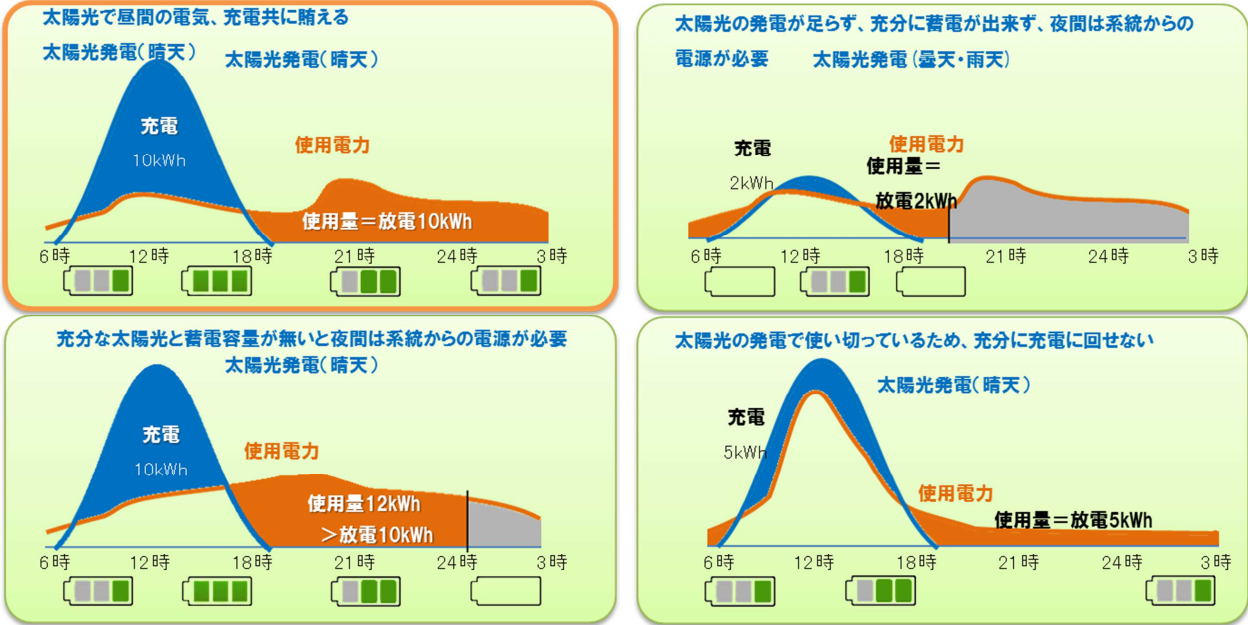 太陽光で昼間の電気、充電共に賄える
太陽光発電(晴天)
太陽光発電(晴天)
充電
10kWh
使用電力
使用量=放電10kWh
6時 12時 18時 21時 24時 3時
太陽光の発電が足らず、充分に蓄電が出来ず、夜間は系統からの
電源が必要 太陽光発電(曇天・雨天)
充電
2kWh
使用電力
使用量=
放電2kWh
6時 12時 18時 21時 24時 3時
充分な太陽光と蓄電容量が無いと夜間は系統からの電源が必要
太陽光発電(晴天)
充電
10kWh
使用電力
使用量12kWh
>放電10kWh
6時 12時 18時 21時 24時 3時
太陽光の発電で使い切っているため、充分に充電に回せない
太陽光発電(晴天)
充電
5kWh
使用電力
使用量=放電5kWh
6時 12時 18時 21時 24時 3時